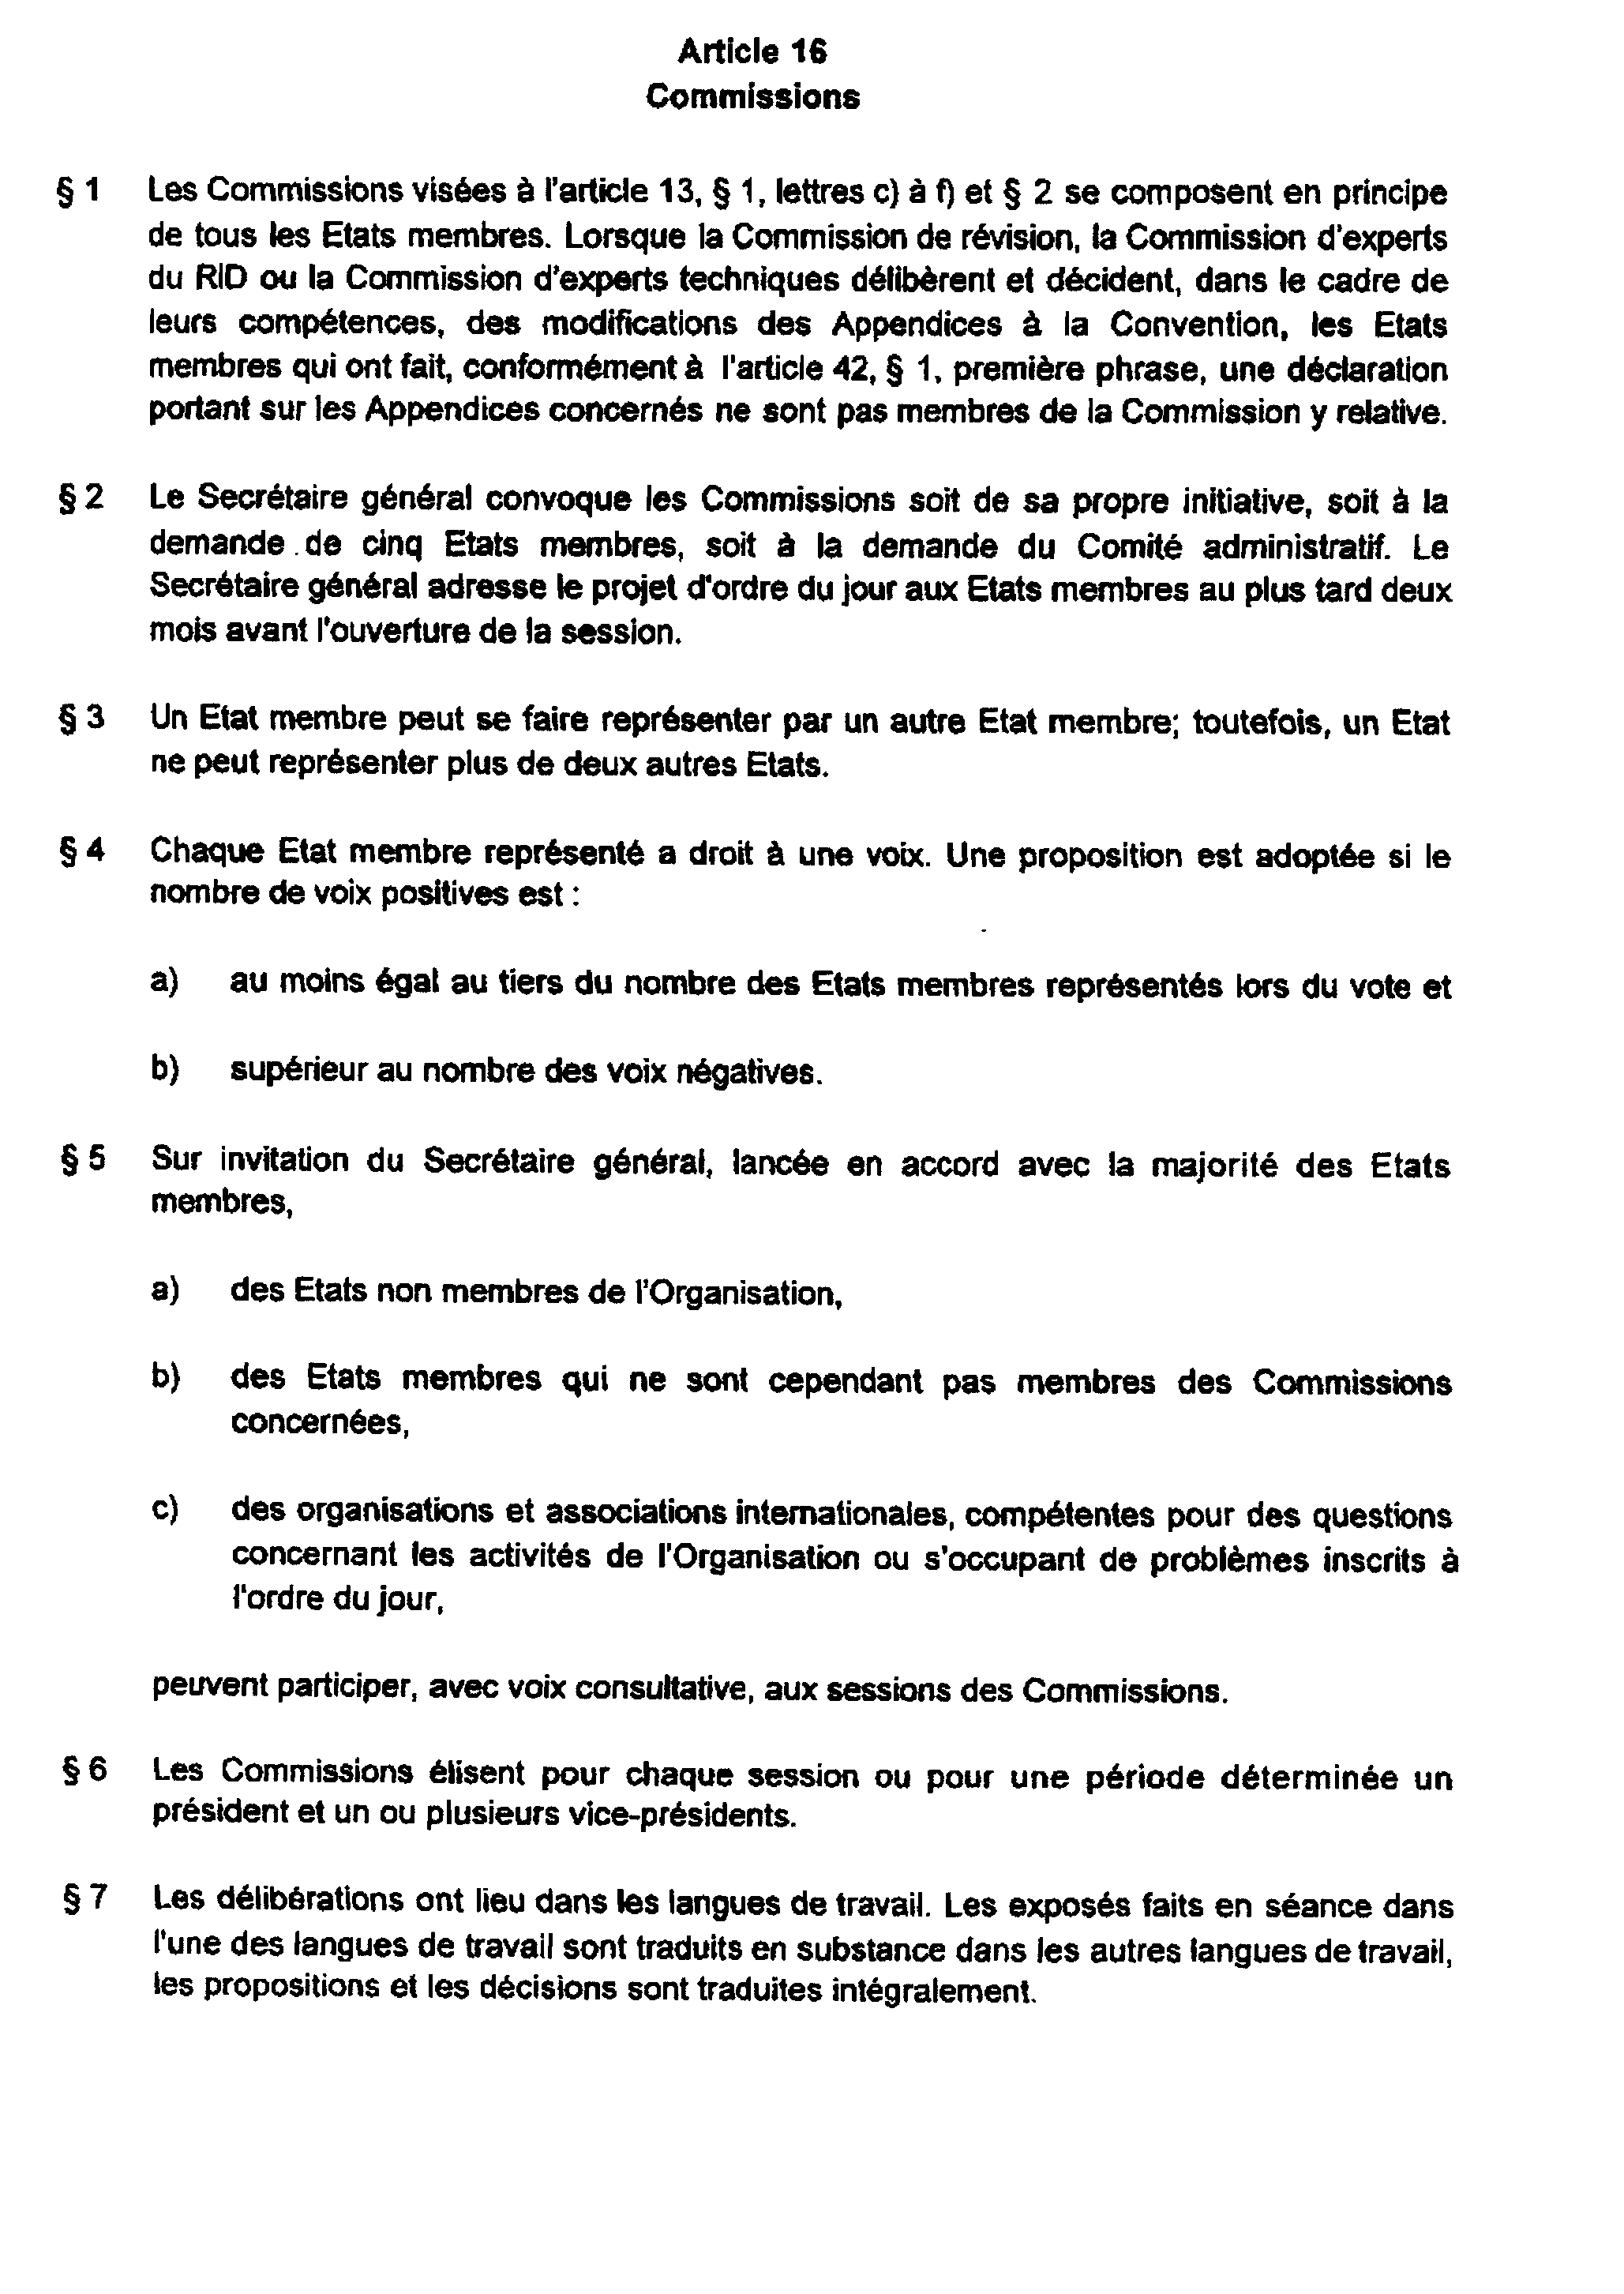 Article 16
Commissions
§ 1 Les Commissions visées à l'article 13, § 1, lettres c) à f) et § 2 se composent en principe
de tous les Etats membres. Lorsque la Commission de révision, la Commission d'experts
du RID ou la Commission d'experts techniques délibèrent et décident, dans le cadre de
leurs compétences, des modifications des Appendices à la Convention, les Etats
membres qui ont fait, conformément à l'article 42, § 1, première phrase, une déclaration
portant sur les Appendices concernés ne sont pas membres de la Commission y relative.
§ 2 Le Secrétaire général convoque les Commissions soit de sa propre initiative, soit à la
demande de cinq Etats membres, soit à la demande du Comité administratif. Le
Secrétaire général adresse le projet d'ordre du jour aux Etats membres au plus tard deux
mois avant l'ouverture de la session.
§ 3 Un Etat membre peut se faire représenter par un autre Etat membre; toutefois, un Etat
ne peut représenter plus de deux autres Etats.
§ 4 Chaque Etat membre représenté a droit à une voix. Une proposition est adoptée si le
nombre de voix positives est :
a) au moins égal au tiers du nombre des Etats membres représentés lors du vote et
b) supérieur au nombre des voix négatives.
§ 5 Sur invitation du Secrétaire général, lancée en accord avec la majorité des Etats
membres,
a) des Etats non membres de l'Organisation,
b) des Etats membres qui ne sont cependant pas membres des Commissions
concernées,
c) des organisations et associations internationales, compétentes pour des questions
concernant les activités de l'Organisation ou s'occupant de problèmes inscrits à
l'ordre du jour,
peuvent participer, avec voix consultative, aux sessions des Commissions.
§ 6 Les Commissions élisent pour chaque session ou pour une période déterminée un
président et un ou plusieurs vice-présidents.
§ 7 Les délibérations ont lieu dans les langues de travail. Les exposés faits en séance dans
l'une des langues de travail sont traduits en substance dans les autres langues de travail,
les propositions et les décisions sont traduites intégralement.